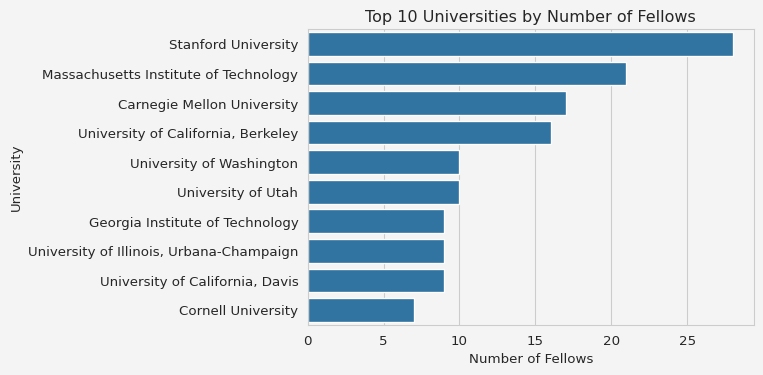 Top 10 Universities by Number of Fellows
University
Stanford University
Massachusetts Institute of Technology
Carnegie Mellon University
University of California, Berkeley
University of Washington
University of Utah
Georgia Institute of Technology
University of Illinois, Urbana-Champaign
University of California, Davis
Cornell University
0 5 10 15 20 25
Number of Fellows